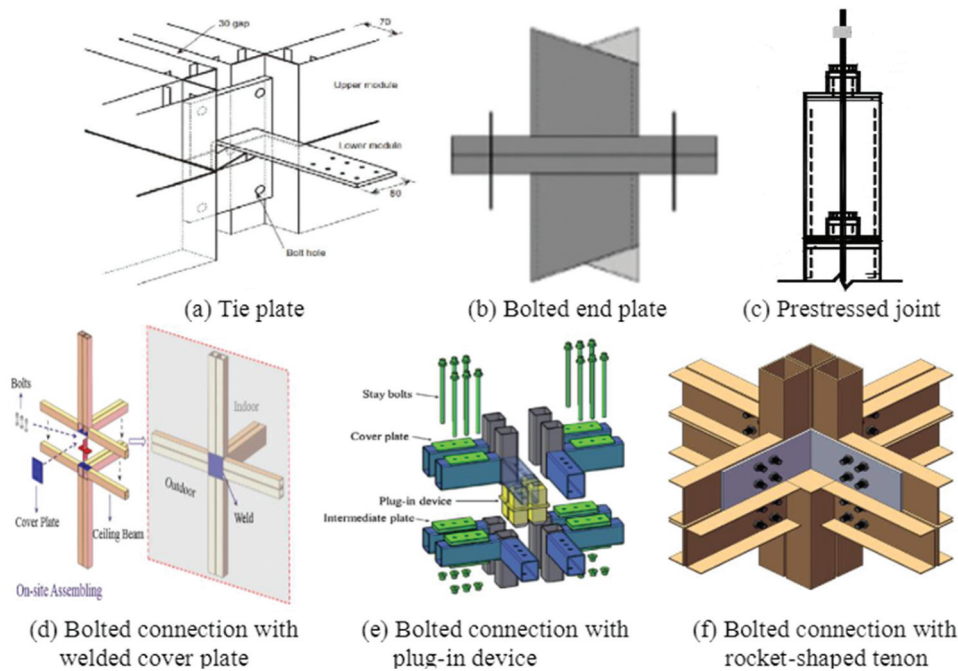 30 gap
70
Upper module
Lower module
60
Bolt hole
(a) Tie plate
(b) Bolted end plate
(c) Prestressed joint
Bolts
Indoor
Outdoor
Cover Plate
Ceiling Beam
Weld
On-site Assembling
Stay bolts
Cover plate
Plug-in device
Intermediate plate
(d) Bolted connection with
welded cover plate
(e) Bolted connection with
plug-in device
(f) Bolted connection with
rocket-shaped tenon